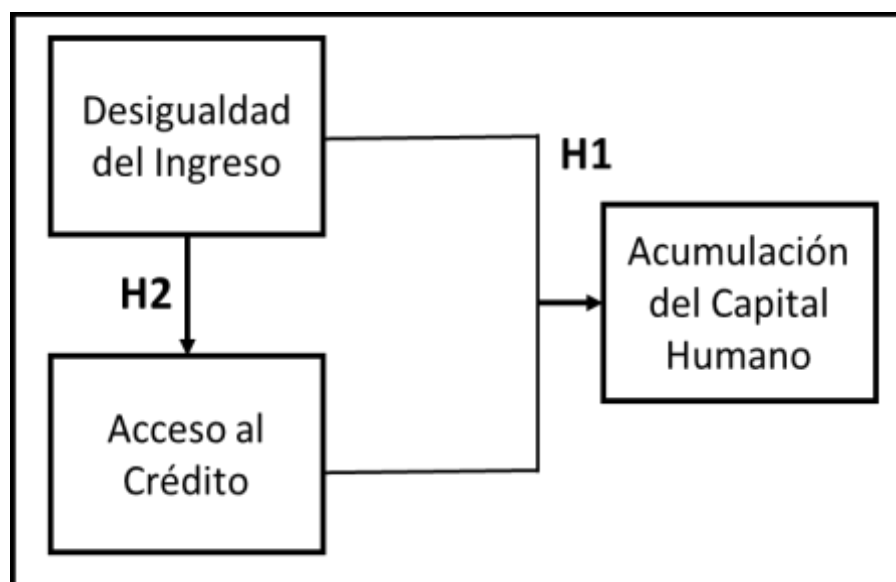 Desigualdad
del Ingreso
H1
H2
Acumulación
del Capital
Humano
Acceso al
Crédito